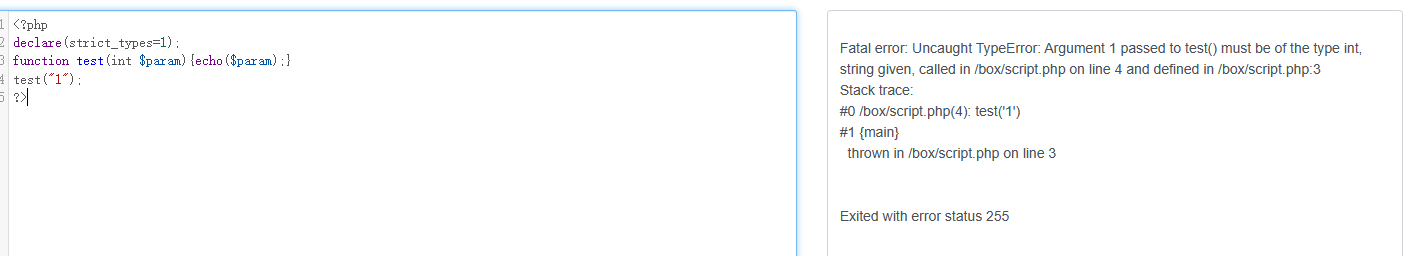 1 <?php
2 declare(strict_types=1);
3 function test(int $param){echo($param);}
4 test("1");
5 ?>
Fatal error: Uncaught TypeError: Argument 1 passed to test() must be of the type int,
string given, called in /box/script.php on line 4 and defined in /box/script.php:3
Stack trace:
#0 /box/script.php(4): test('1')
#1 {main}
thrown in /box/script.php on line 3
Exited with error status 255